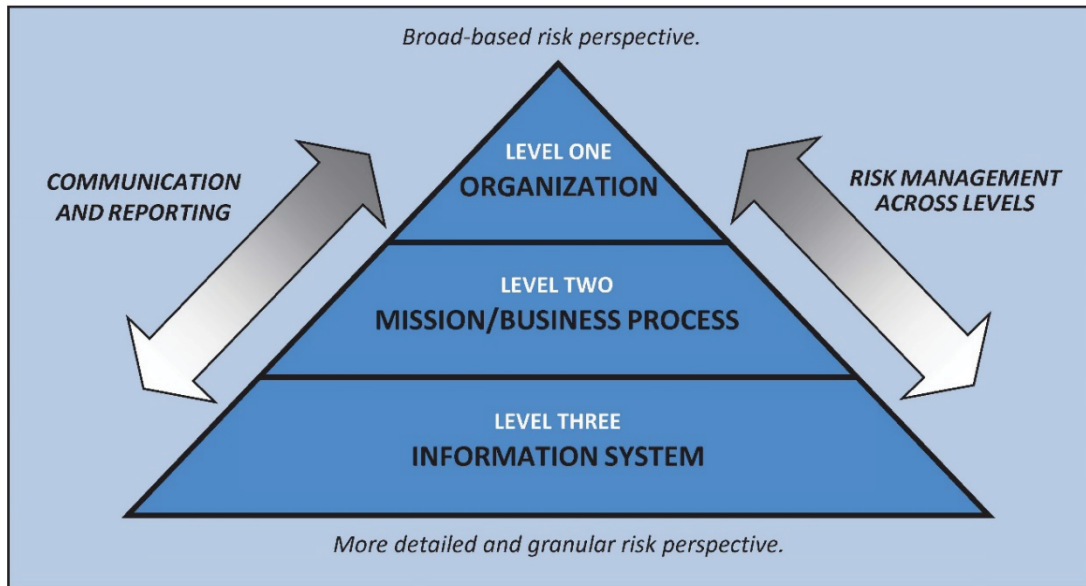 Broad-based risk perspective.
LEVEL ONE
ORGANIZATION
COMMUNICATION
AND REPORTING
RISK MANAGEMENT
ACROSS LEVELS
LEVEL TWO
MISSION/BUSINESS PROCESS
LEVEL THREE
INFORMATION SYSTEM
More detailed and granular risk perspective.